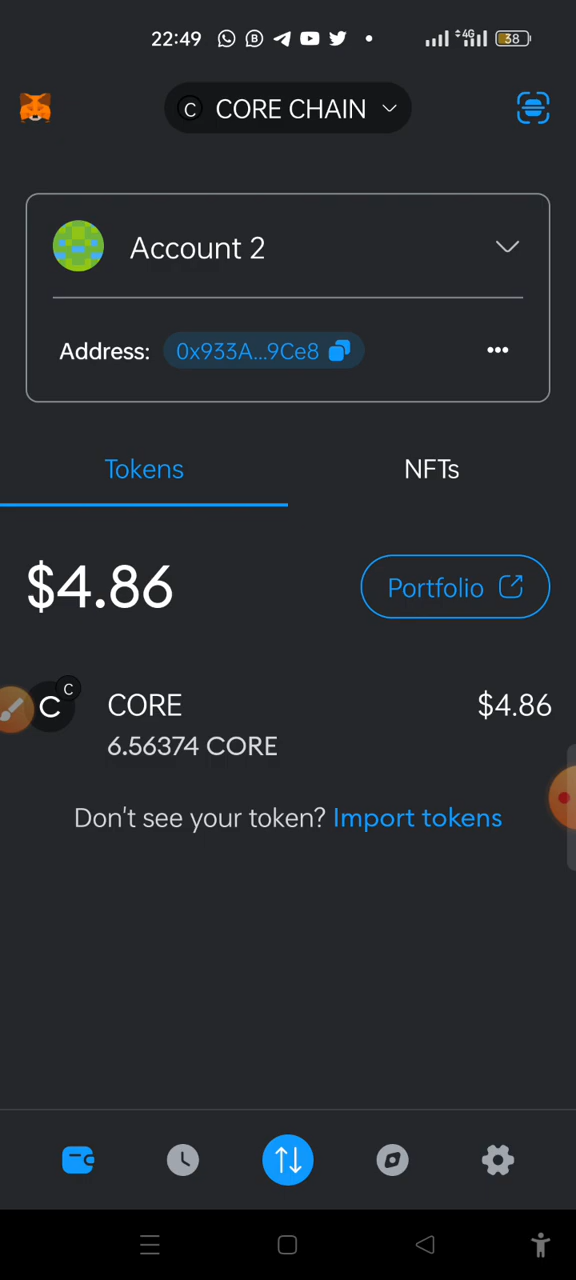 22:49
4G
38
C CORE CHAIN
Account 2
Address: 0x933A...9Ce8
Tokens NFTs
$4.86 Portfolio
C C CORE $4.86
6.56374 CORE
Don't see your token? Import tokens